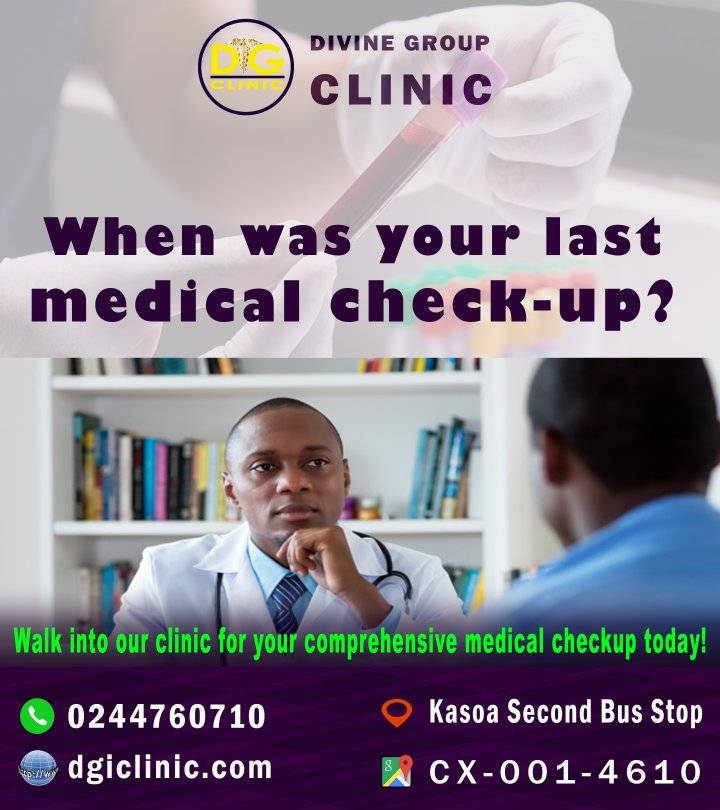 DG
CLINIC
DIVINE GROUP
CLINIC
When was your last
medical check-up?
Walk into our clinic for your comprehensive medical checkup today!
0244760710
Kasoa Second Bus Stop
dgiclinic.com
CX-001-4610